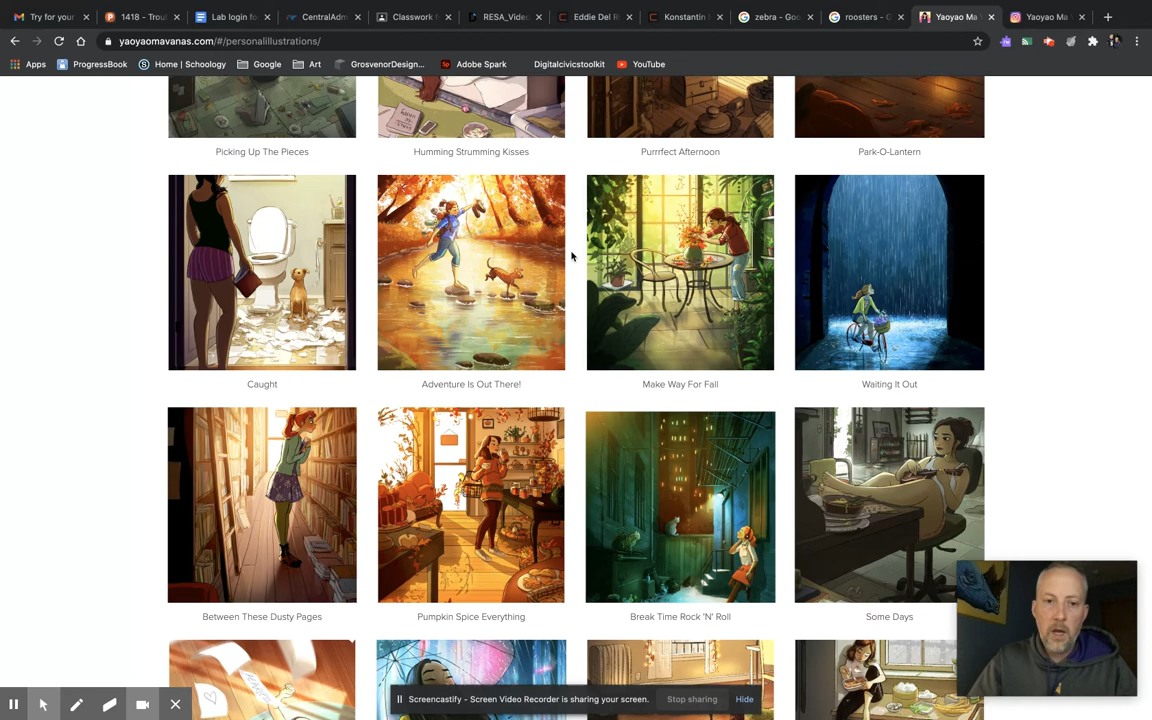 Try for your
1418 - Trou
Lab login fo
CentralAdm
Classwork f
RESA_Video
Eddie Del R
Konstantin
zebra - Goo
roosters - G
Yaoyao Ma
Yaoyao Ma V
yaoyaomavanas.com/#/personalillustrations/
Apps
ProgressBook
Home | Schoology
Google
Art
GrosvenorDesign...
Adobe Spark
Digitalcivicstoolkit
YouTube
Picking Up The Pieces
Humming Strumming Kisses
Purrrfect Afternoon
Park-O-Lantern
Caught
Adventure Is Out There!
Make Way For Fall
Waiting It Out
Between These Dusty Pages
Pumpkin Spice Everything
Break Time Rock 'N' Roll
Some Days
Screencastify - Screen Video Recorder is sharing your screen.
Stop sharing
Hide